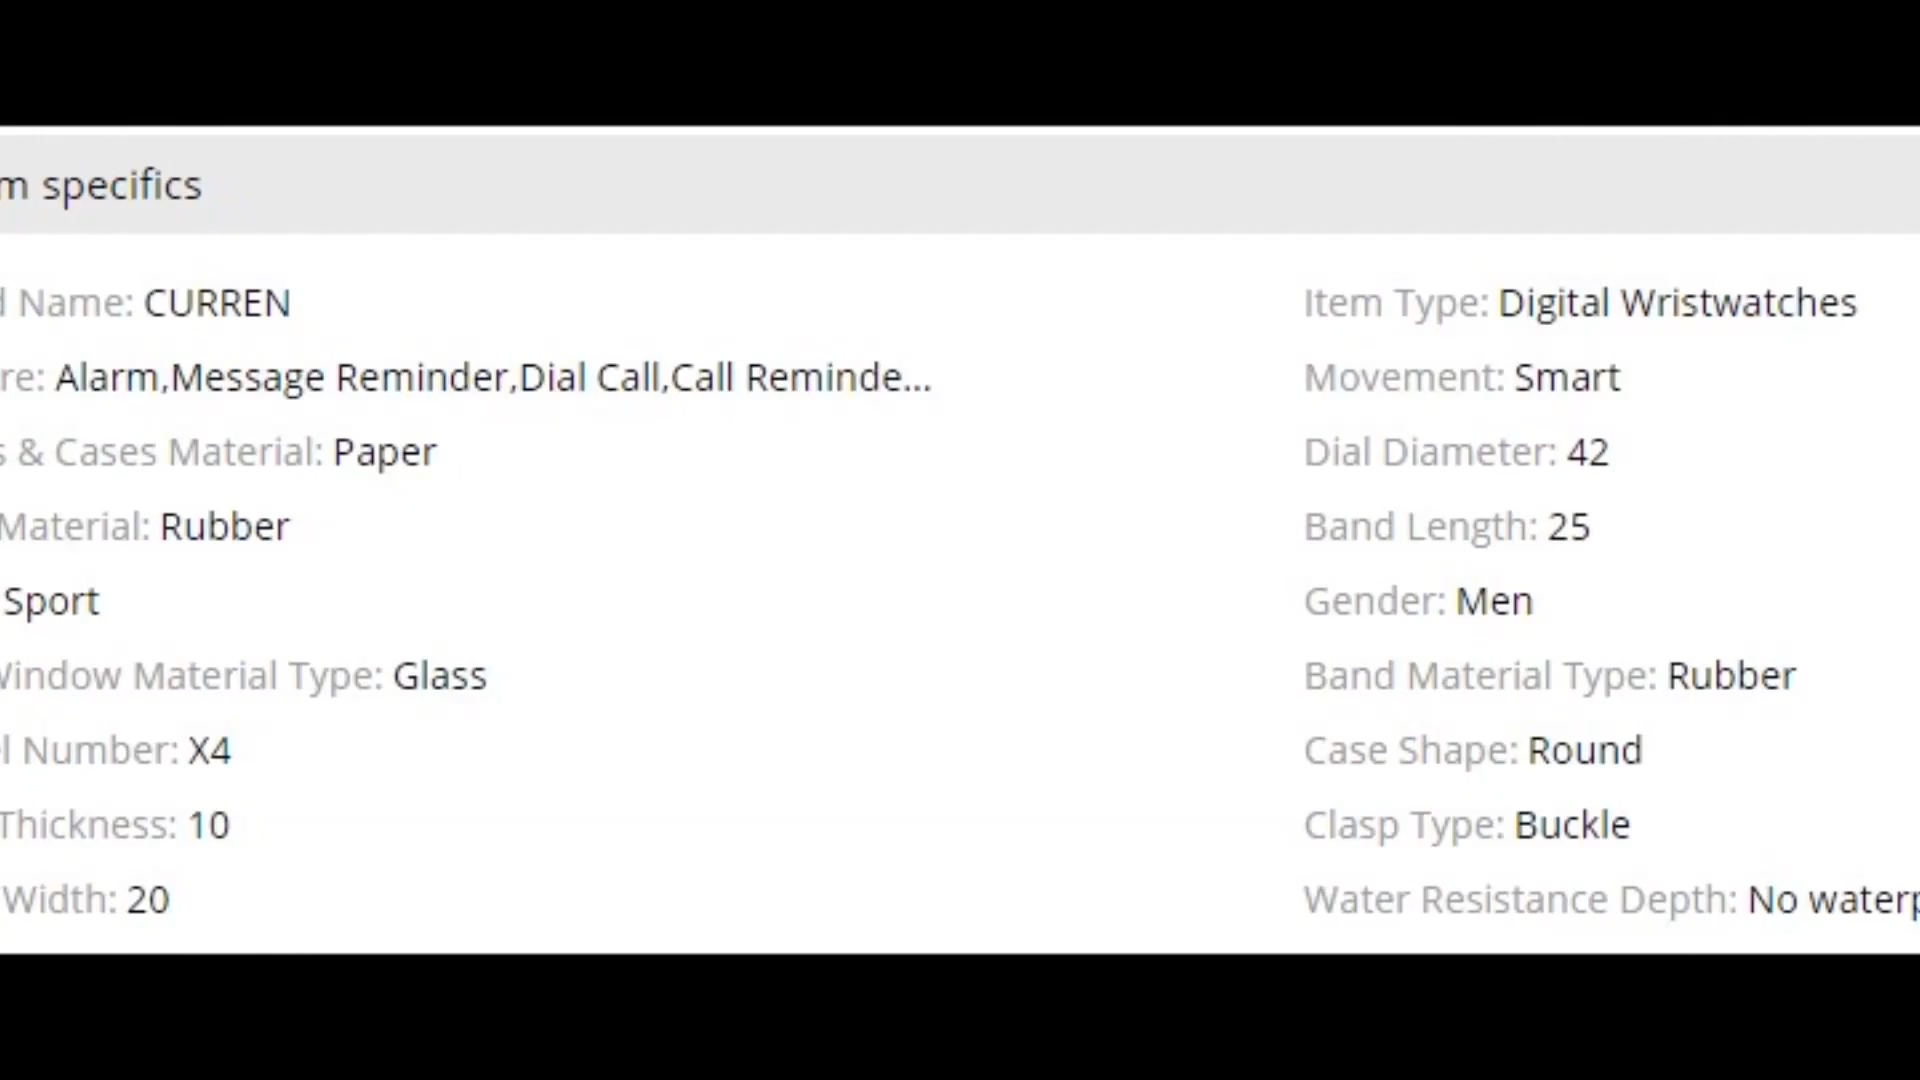 m specifics
d Name: CURREN
Item Type: Digital Wristwatches
re: Alarm,Message Reminder,Dial Call,Call Reminde...
Movement: Smart
s & Cases Material: Paper
Dial Diameter: 42
Material: Rubber
Band Length: 25
Sport
Gender: Men
Window Material Type: Glass
Band Material Type: Rubber
l Number: X4
Case Shape: Round
Thickness: 10
Clasp Type: Buckle
Width: 20
Water Resistance Depth: No waterp